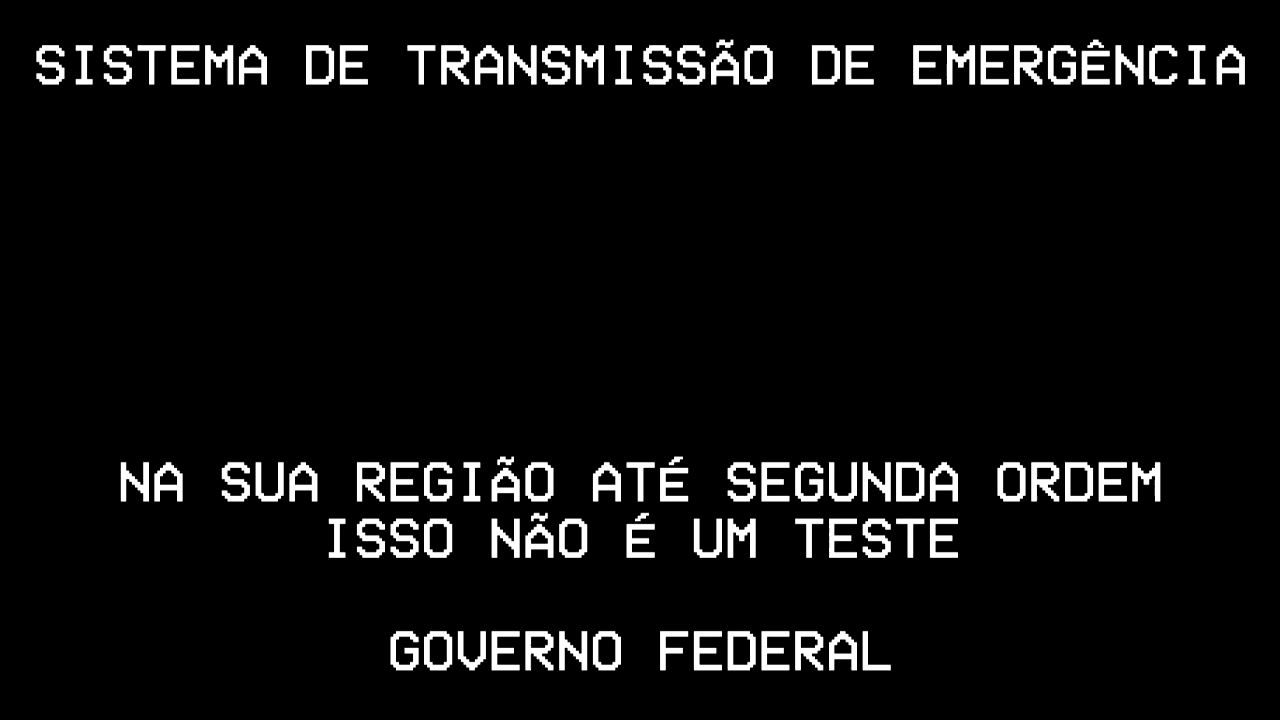 SISTEMA DE TRANSMISSÃO DE EMERGÊNCIA
NA SUA REGIÃO ATÉ SEGUNDA ORDEM
ISSO NÃO É UM TESTE
GOVERNO FEDERAL